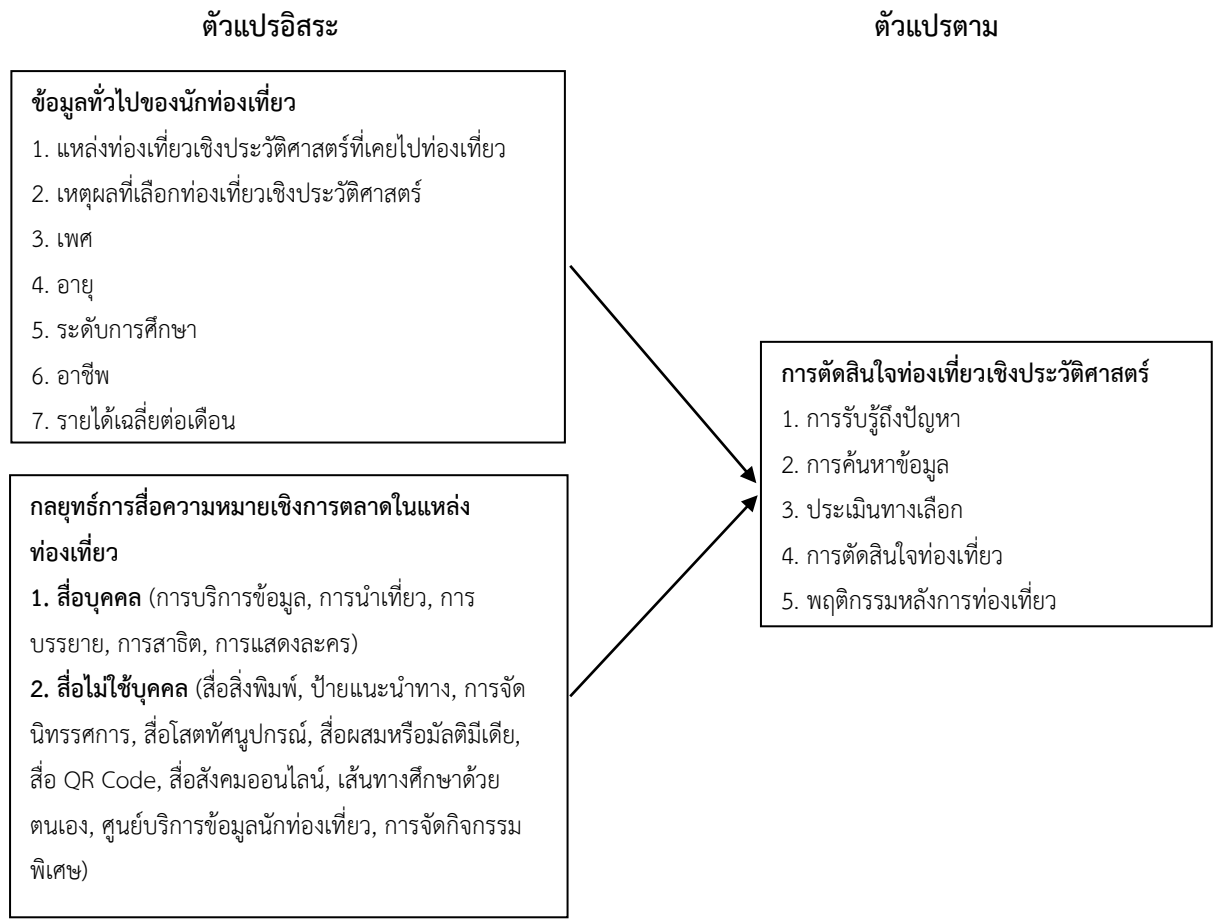 ตัวแปรอิสระ
ตัวแปรตาม
ข้อมูลทั่วไปของนักท่องเที่ยว
1. แหล่งท่องเที่ยวเชิงประวัติศาสตร์ที่เคยไปท่องเที่ยว
2. เหตุผลที่เลือกท่องเที่ยวเชิงประวัติศาสตร์
3. เพศ
4. อายุ
5. ระดับการศึกษา
6. อาชีพ
7. รายได้เฉลี่ยต่อเดือน
กลยุทธ์การสื่อความหมายเชิงการตลาดในแหล่ง
ท่องเที่ยว
1. สื่อบุคคล (การบริการข้อมูล, การนำเที่ยว, การ
บรรยาย, การสาธิต, การแสดงละคร)
2. สื่อไม่ใช้บุคคล (สื่อสิ่งพิมพ์, ป้ายแนะนำทาง, การจัด
นิทรรศการ, สื่อโสตทัศนูปกรณ์, สื่อผสมหรือมัลติมีเดีย,
สื่อ QR Code, สื่อสังคมออนไลน์, เส้นทางศึกษาด้วย
ตนเอง, ศูนย์บริการข้อมูลนักท่องเที่ยว, การจัดกิจกรรม
พิเศษ)
การตัดสินใจท่องเที่ยวเชิงประวัติศาสตร์
1. การรับรู้ถึงปัญหา
2. การค้นหาข้อมูล
3. ประเมินทางเลือก
4. การตัดสินใจท่องเที่ยว
5. พฤติกรรมหลังการท่องเที่ยว